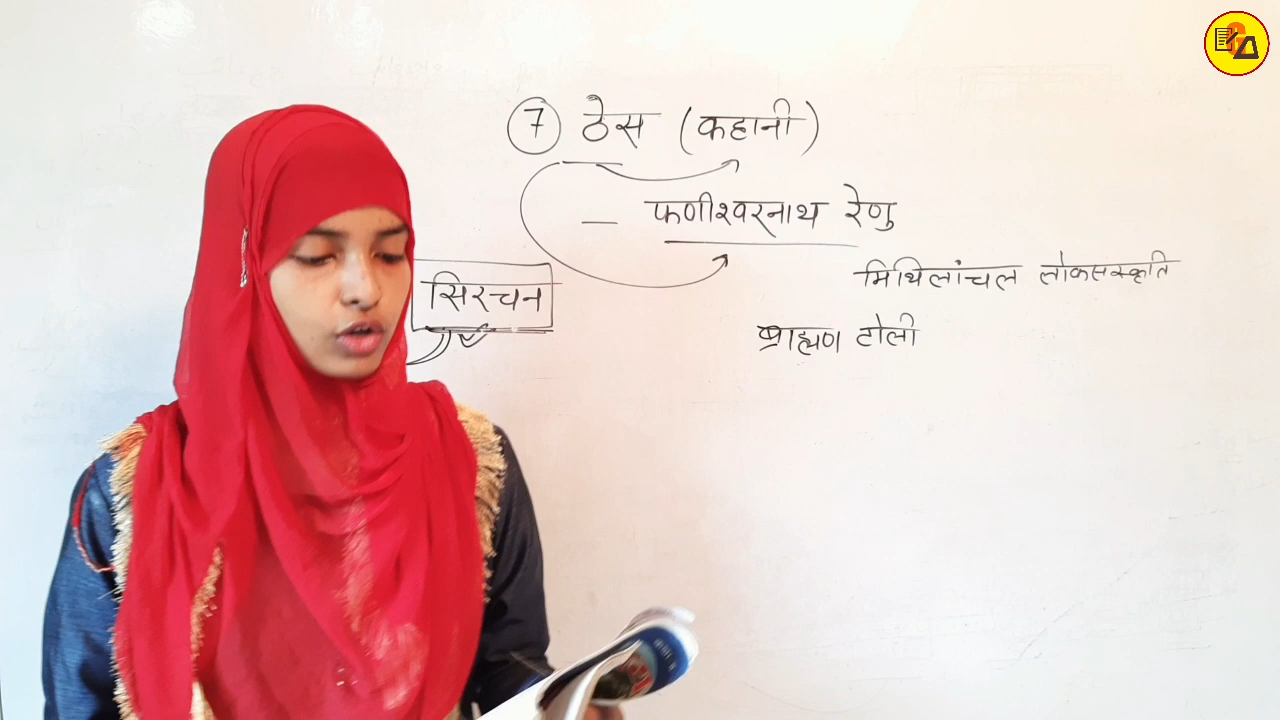 7 ठेस (कहानी)
— फणीश्वरनाथ रेणु
सिरचन
मिथिलांचल लोकसंस्कृति
ब्राह्मण टोली